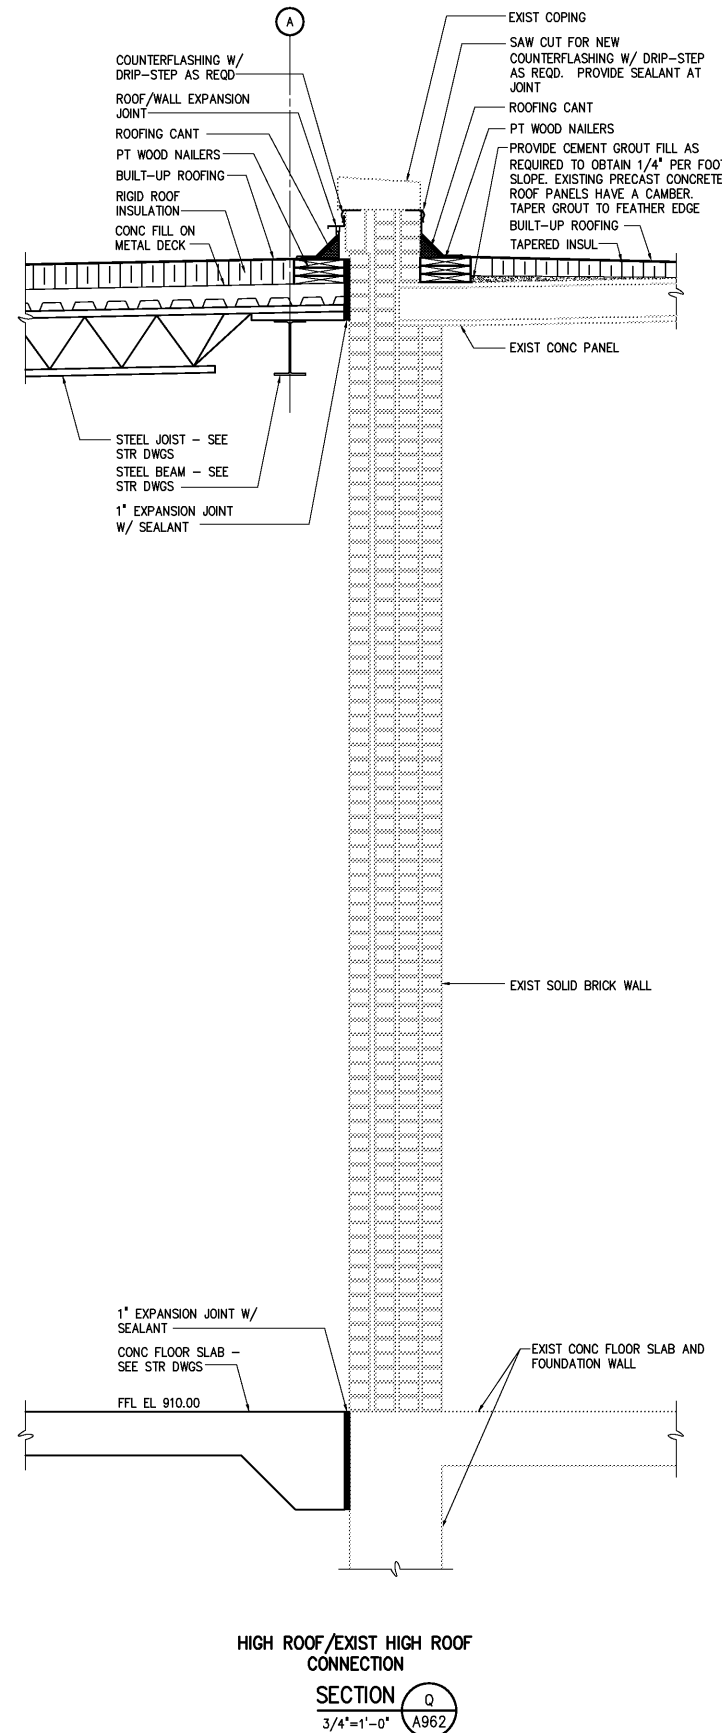 A
EXIST COPING
COUNTERFLASHING W/
DRIP-STEP AS REQD
ROOF/WALL EXPANSION
JOINT
ROOFING CANT
PT WOOD NAILERS
BUILT-UP ROOFING
RIGID ROOF
INSULATION
CONC FILL ON
METAL DECK
SAW CUT FOR NEW
COUNTERFLASHING W/ DRIP-STEP
AS REQD. PROVIDE SEALANT AT
JOINT
ROOFING CANT
PT WOOD NAILERS
PROVIDE CEMENT GROUT FILL AS
REQUIRED TO OBTAIN 1/4" PER FOOT
SLOPE. EXISTING PRECAST CONCRETE
ROOF PANELS HAVE A CAMBER.
TAPER GROUT TO FEATHER EDGE
BUILT-UP ROOFING
TAPERED INSUL
EXIST CONC PANEL
STEEL JOIST - SEE
STR DWGS
STEEL BEAM - SEE
STR DWGS
1" EXPANSION JOINT
W/ SEALANT
EXIST SOLID BRICK WALL
1" EXPANSION JOINT W/
SEALANT
CONC FLOOR SLAB -
SEE STR DWGS
FFL EL 910.00
EXIST CONC FLOOR SLAB AND
FOUNDATION WALL
HIGH ROOF/EXIST HIGH ROOF
CONNECTION
SECTION Q
3/4"=1'-0" A962